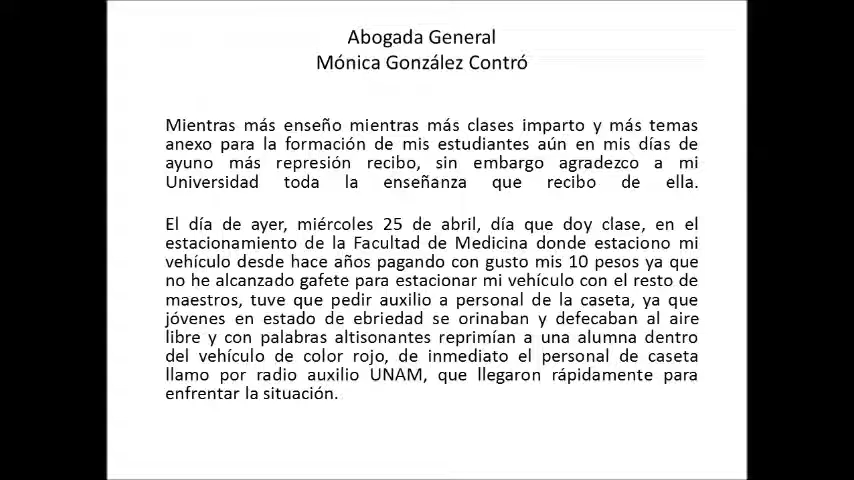 Abogada General
Mónica González Contró
Mientras más enseño mientras más clases imparto y más temas
anexo para la formación de mis estudiantes aún en mis días de
ayuno más represión recibo, sin embargo agradezco a mi
Universidad toda la enseñanza que recibo de ella.
El día de ayer, miércoles 25 de abril, día que doy clase, en el
estacionamiento de la Facultad de Medicina donde estaciono mi
vehículo desde hace años pagando con gusto mis 10 pesos ya que
no he alcanzado gafete para estacionar mi vehículo con el resto de
maestros, tuve que pedir auxilio a personal de la caseta, ya que
jóvenes en estado de ebriedad se orinaban y defecaban al aire
libre y con palabras altisonantes reprimían a una alumna dentro
del vehículo de color rojo, de inmediato el personal de caseta
llamo por radio auxilio UNAM, que llegaron rápidamente para
enfrentar la situación.